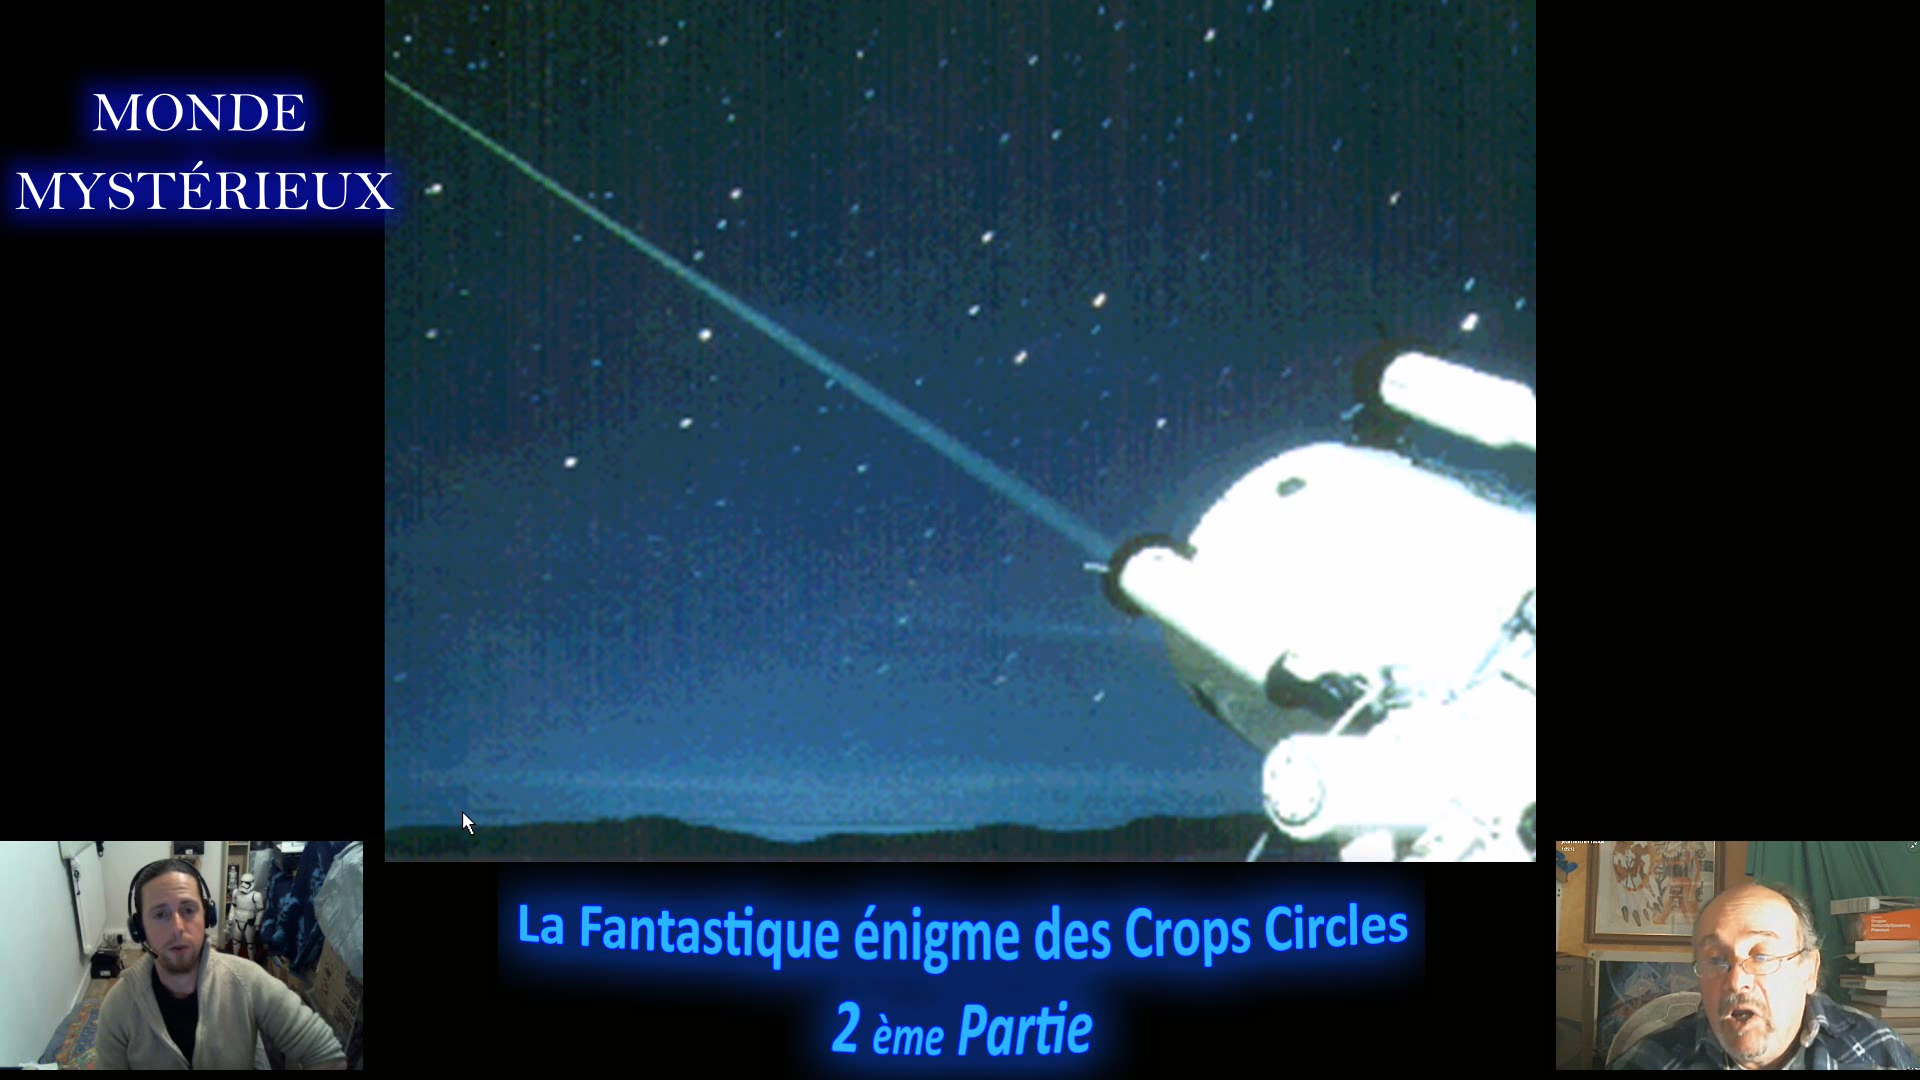 MONDE
MYSTÉRIEUX
La Fantastique énigme des Crops Circles
2 ème Partie